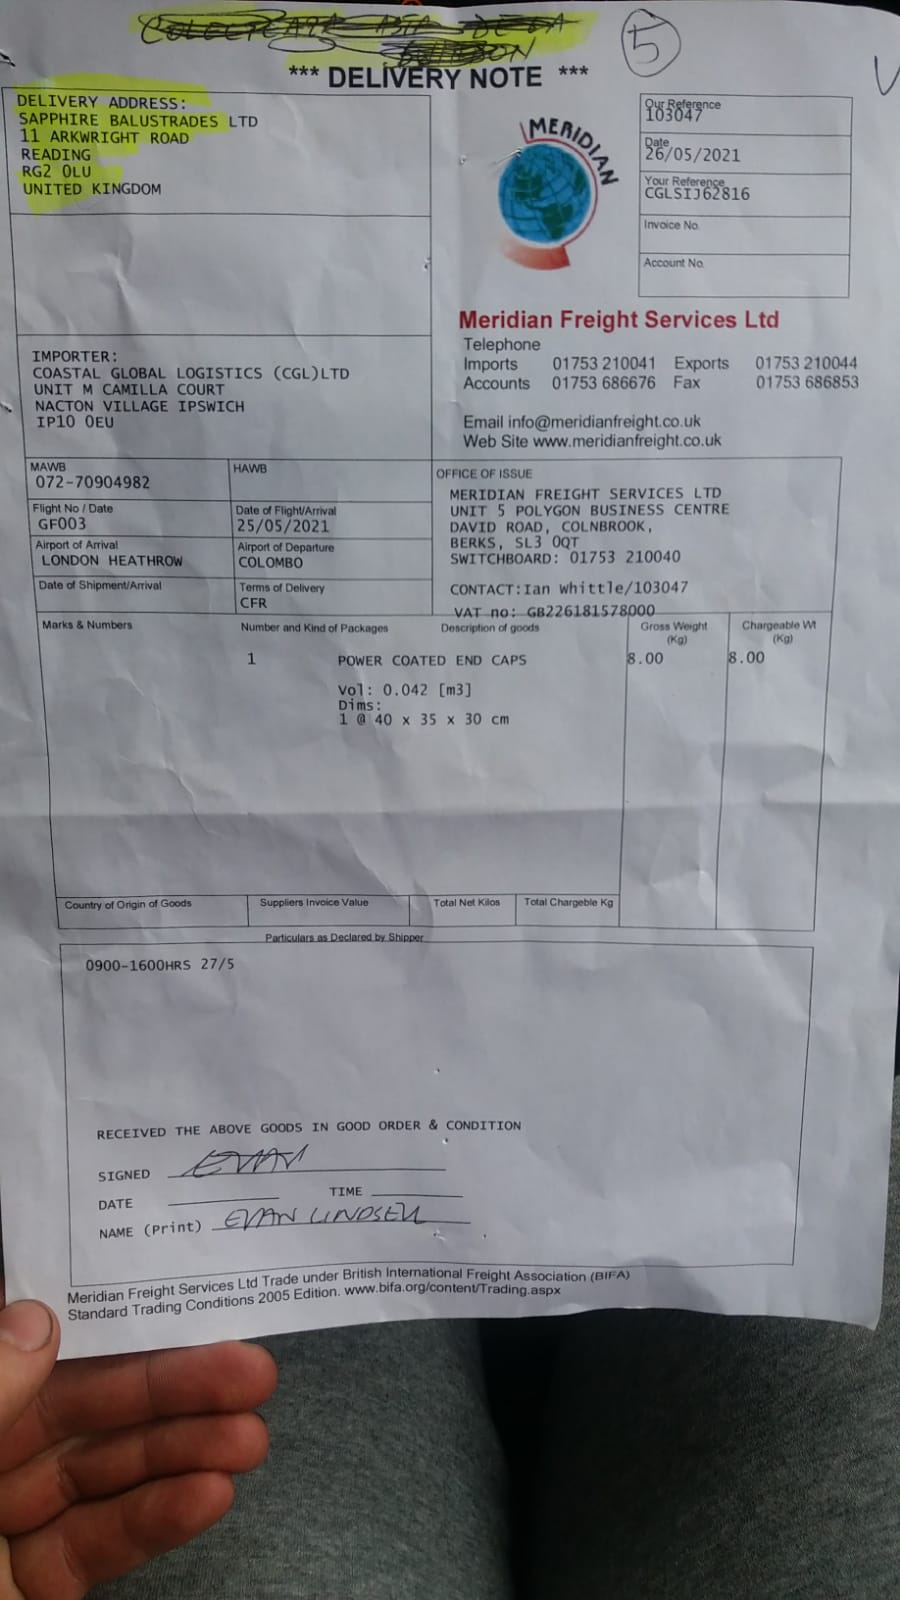 5
*** DELIVERY NOTE ***
DELIVERY ADDRESS:
SAPPHIRE BALUSTRADES LTD
11 ARKWRIGHT ROAD
READING
RG2 0LU
UNITED KINGDOM
MERIDIAN
Our Reference
103047
Date
26/05/2021
Your Reference
CGLSIJ62816
Invoice No.
Account No.
Meridian Freight Services Ltd
Telephone
Imports 01753 210041 Exports 01753 210044
Accounts 01753 686676 Fax 01753 686853
Email info@meridianfreight.co.uk
Web Site www.meridianfreight.co.uk
IMPORTER:
COASTAL GLOBAL LOGISTICS (CGL)LTD
UNIT M CAMILLA COURT
NACTON VILLAGE IPSWICH
IP10 0EU
MAWB
072-70904982
HAWB
Flight No / Date
GF003
Date of Flight/Arrival
25/05/2021
Airport of Arrival
LONDON HEATHROW
Airport of Departure
COLOMBO
Date of Shipment/Arrival
Terms of Delivery
CFR
OFFICE OF ISSUE
MERIDIAN FREIGHT SERVICES LTD
UNIT 5 POLYGON BUSINESS CENTRE
DAVID ROAD, COLNBROOK,
BERKS, SL3 0QT
SWITCHBOARD: 01753 210040
CONTACT:Ian Whittle/103047
VAT no: GB226181578000
Marks & Numbers Number and Kind of Packages Description of goods Gross Weight (Kg) Chargeable Wt (Kg)
1 POWER COATED END CAPS 8.00 8.00
Vol: 0.042 [m3]
Dims:
1 @ 40 x 35 x 30 cm
Country of Origin of Goods Suppliers Invoice Value Total Net Kilos Total Chargeble Kg
Particulars as Declared by Shipper
0900-1600HRS 27/5
RECEIVED THE ABOVE GOODS IN GOOD ORDER & CONDITION
SIGNED EVAN
DATE TIME
NAME (Print) EVAN LINDSELL
Meridian Freight Services Ltd Trade under British International Freight Association (BIFA)
Standard Trading Conditions 2005 Edition. www.bifa.org/content/Trading.aspx